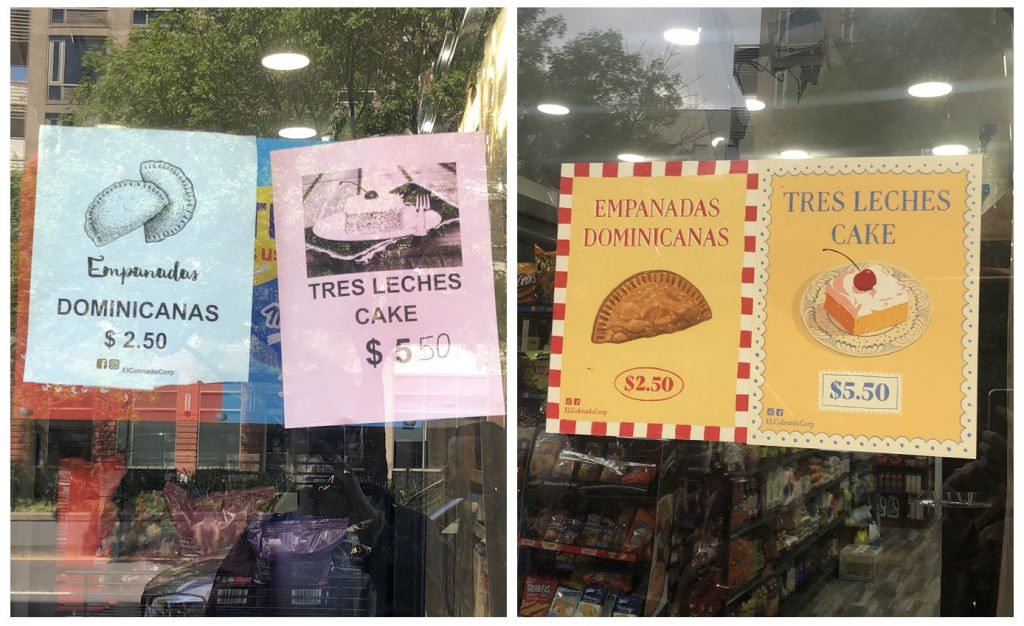 Empanadas
DOMINICANAS
$ 2.50
ElColmadoCorp
TRES LECHES
CAKE
$ 5 50
EMPANADAS
DOMINICANAS
$2.50
ELColmadoCorp
TRES LECHES
CAKE
$5.50
ELColmadoCorp